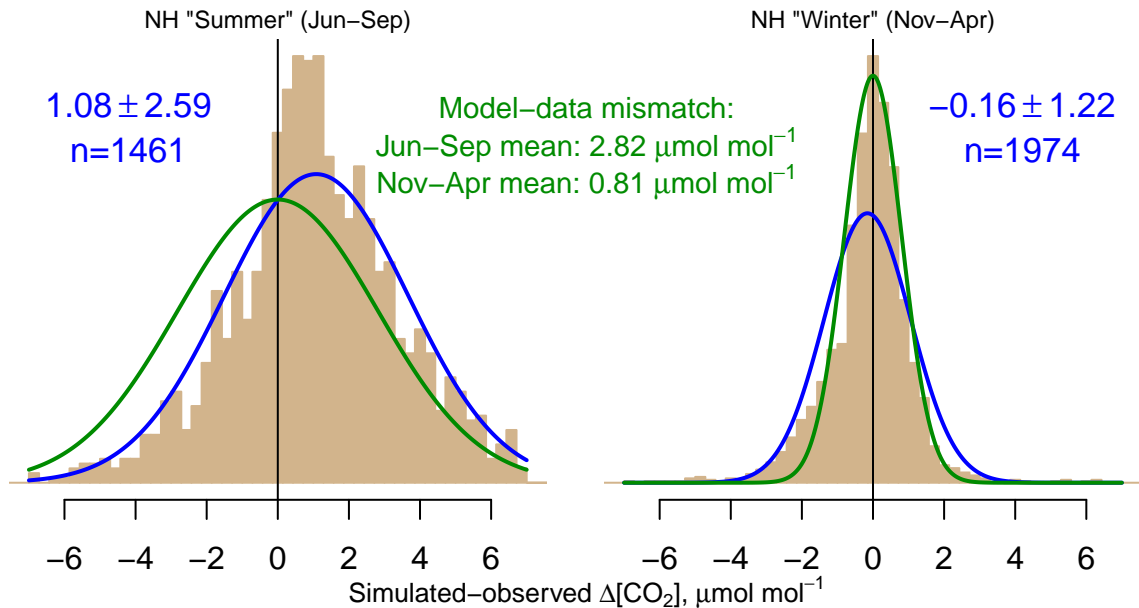 NH "Summer" (Jun−Sep)
NH "Winter" (Nov−Apr)
1.08 ± 2.59
n=1461
Model−data mismatch:
Jun−Sep mean: 2.82 μmol mol⁻¹
Nov−Apr mean: 0.81 μmol mol⁻¹
−0.16 ± 1.22
n=1974
−6 −4 −2 0 2 4 6
−6 −4 −2 0 2 4 6
Simulated−observed Δ[CO₂], μmol mol⁻¹